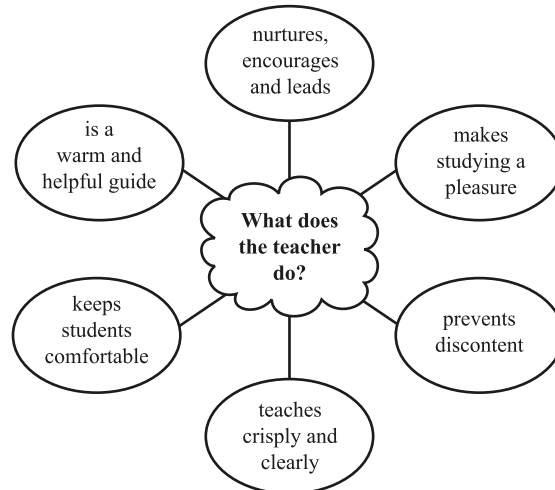 nurtures,
encourages
and leads
is a
warm and
helpful guide
makes
studying a
pleasure
What does
the teacher
do?
keeps
students
comfortable
prevents
discontent
teaches
crisply and
clearly